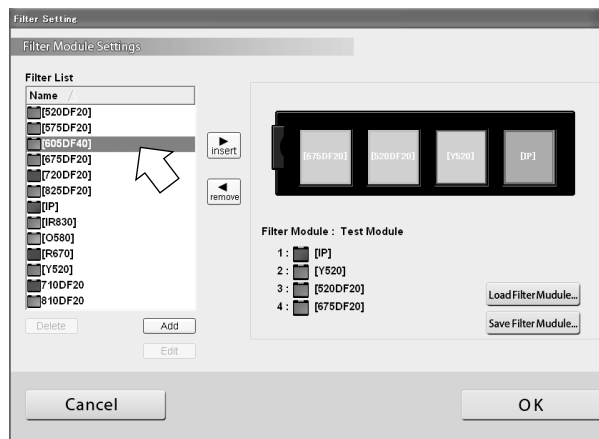 Filter Setting
Filter Module Settings
Filter List
Name
[520DF20]
[575DF20]
[605DF40]
[675DF20]
[720DF20]
[825DF20]
[IP]
[IR830]
[O580]
[R670]
[Y520]
710DF20
810DF20
Delete
Add
Edit
insert
remove
[675DF20] [520DF20] [Y520] [IP]
Filter Module : Test Module
1 : [IP]
2 : [Y520]
3 : [520DF20]
4 : [675DF20]
Load Filter Mudule...
Save Filter Mudule...
Cancel
OK